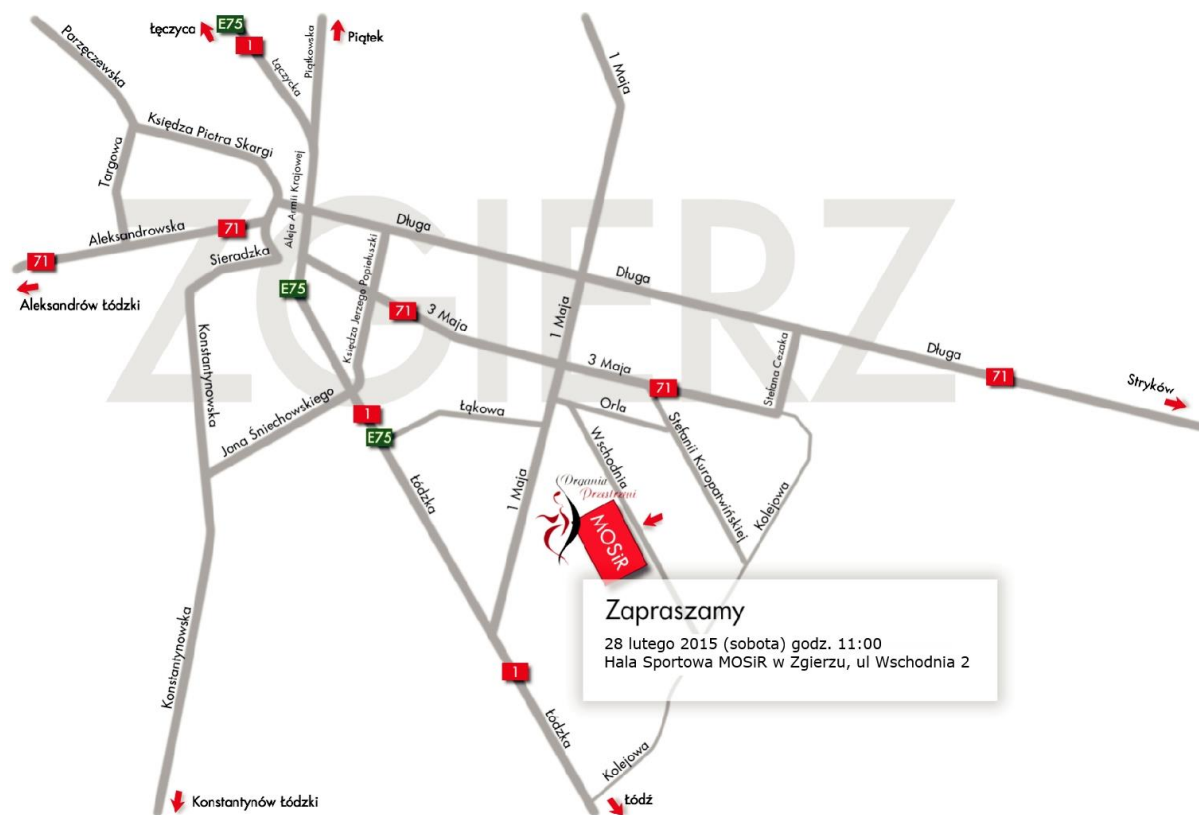 Łęczyca
E75
1
Piątek
Parzęczewska
Łączycka
Piątkowska
1 Maja
Księdza Piotra Skargi
Targowa
Aleja Armii Krajowej
ZGIERZ
Aleksandrowska
71
71
Sieradzka
Aleksandrów Łódzki
Długa
Długa
Długa
71
Stryków
E75
Księdza Jerzego Popiełuszki
71
3 Maja
1 Maja
3 Maja
71
Stefana Cezaka
Konstantynowska
Jana Śniechowskiego
1
E75
Łąkowa
Orla
Wschodnia
Stefanii Kuropatwińskiej
Kolejowa
Łódzka
1 Maja
Drgania
Przestrzeni
MOSiR
Zapraszamy
28 lutego 2015 (sobota) godz. 11:00
Hala Sportowa MOSiR w Zgierzu, ul Wschodnia 2
Konstantynowska
1
Łódzka
Kolejowa
Konstantynów Łódzki
Łódź